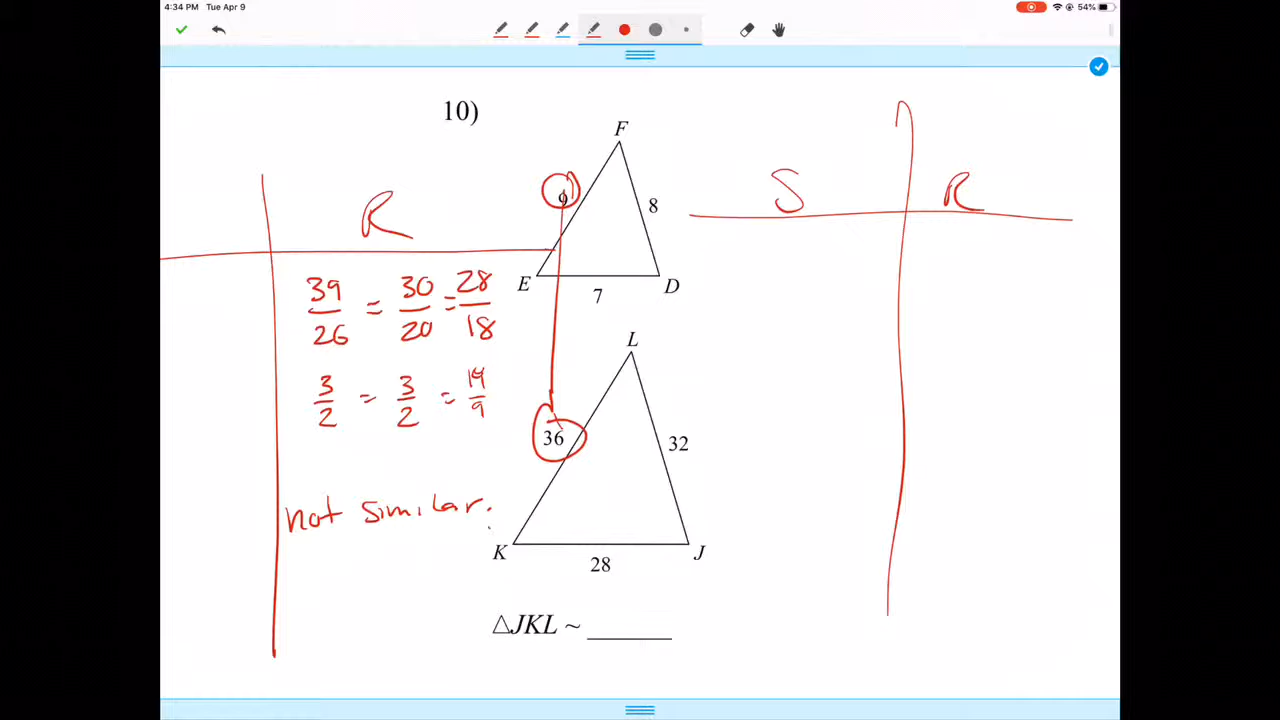 4:34 PM Tue Apr 9
54%
10)
F
9
8
E
7
D
S
R
R
39/26 = 30/20 = 28/18
3/2 = 3/2 = 14/9
not similar.
L
36
32
K
28
J
△JKL ~ ______